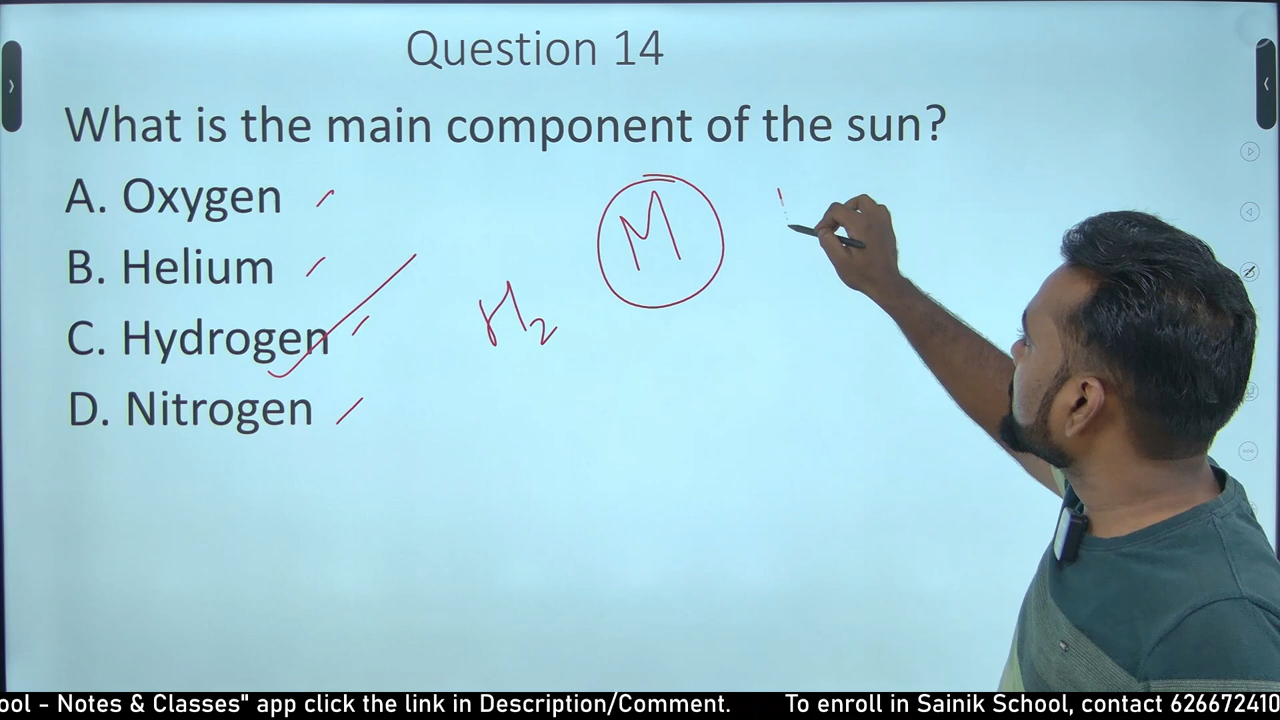 Question 14
What is the main component of the sun?
A. Oxygen
B. Helium
C. Hydrogen
D. Nitrogen
M
H2
ool - Notes & Classes" app click the link in Description/Comment. To enroll in Sainik School, contact 626672410